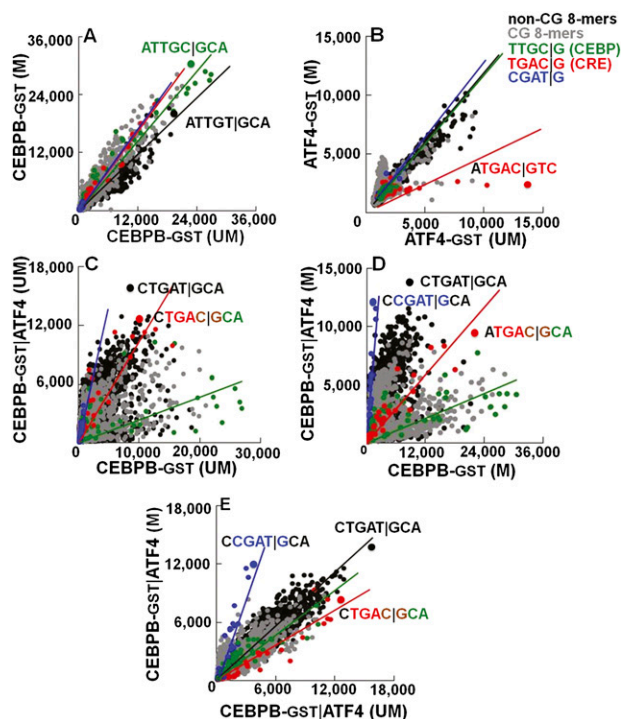 A
36,000
24,000
12,000
0
CEBPB-GST (M)
ATTGC|GCA
ATTGT|GCA
0 12,000 24,000 36,000
CEBPB-GST (UM)
B
non-CG 8-mers
CG 8-mers
TTGC|G (CEBP)
TGAC|G (CRE)
CGAT|G
15,000
10,000
5,000
0
ATF4-GST (M)
ATGAC|GTC
0 5,000 10,000 15,000
ATF4-GST (UM)
C
18,000
12,000
6,000
0
CEBPB-GST|ATF4 (UM)
CTGAT|GCA
CTGAC|GCA
0 10,000 20,000 30,000
CEBPB-GST (UM)
D
15,000
10,000
5,000
0
CEBPB-GST|ATF4 (M)
CTGAT|GCA
CCGAT|GCA
ATGAC|GCA
0 12,000 24,000 36,000
CEBPB-GST (M)
E
18,000
12,000
6,000
0
CEBPB-GST|ATF4 (M)
CCGAT|GCA
CTGAT|GCA
CTGAC|GCA
0 6,000 12,000 18,000
CEBPB-GST|ATF4 (UM)